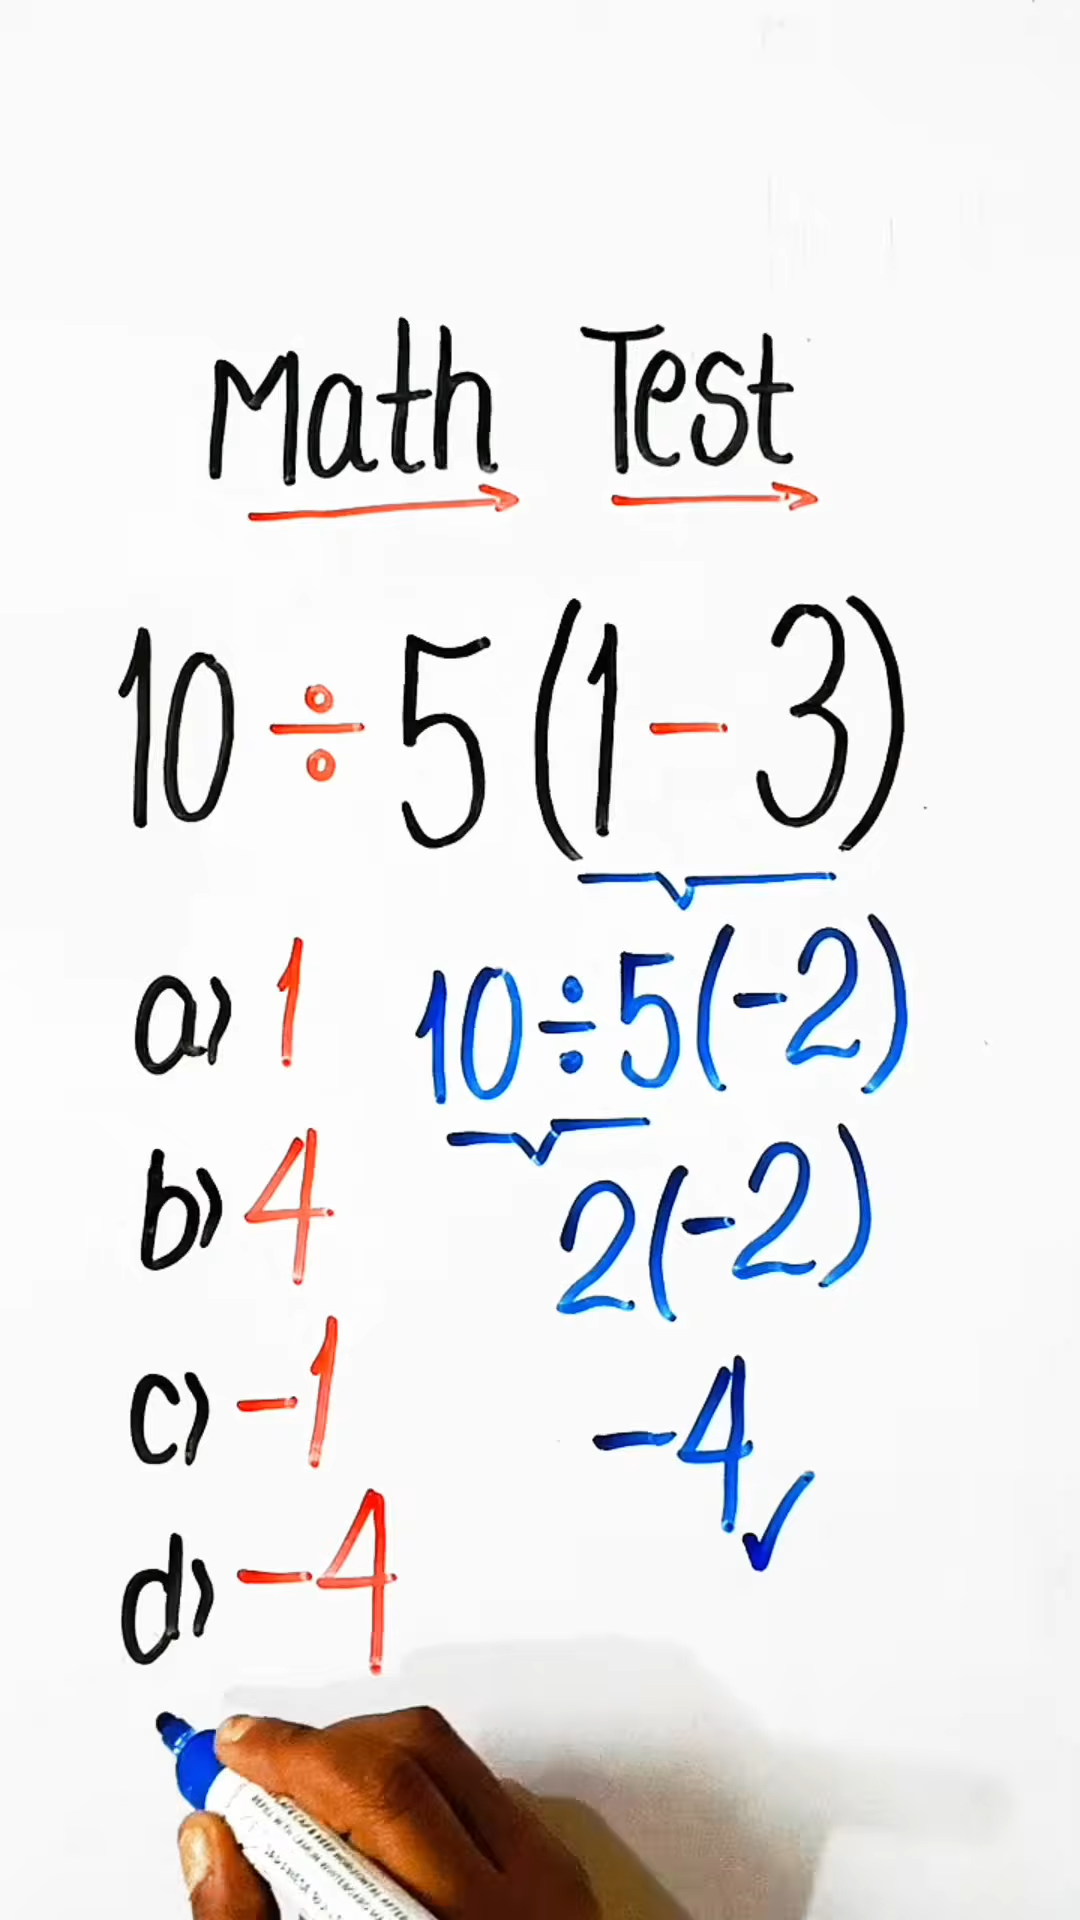 Math Test
10 ÷ 5(1 - 3)
a) 1
10 ÷ 5(-2)
b) 4
2(-2)
c) -1
-4 ✓
d) -4